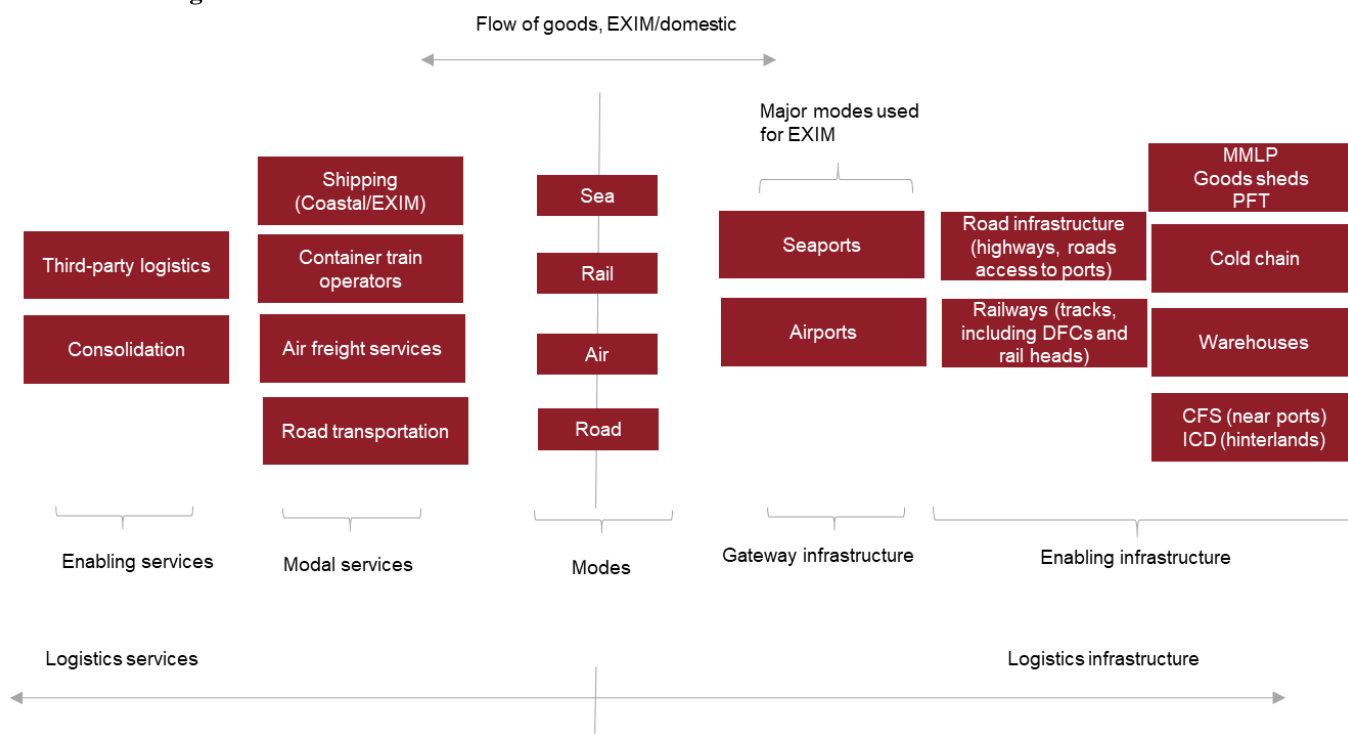 Flow of goods, EXIM/domestic
Major modes used
for EXIM
Third-party logistics
Consolidation
Shipping
(Coastal/EXIM)
Container train
operators
Air freight services
Road transportation
Sea
Rail
Air
Road
Seaports
Airports
Road infrastructure
(highways, roads
access to ports)
Railways (tracks,
including DFCs and
rail heads)
MMLP
Goods sheds
PFT
Cold chain
Warehouses
CFS (near ports)
ICD (hinterlands)
Enabling services
Modal services
Modes
Gateway infrastructure
Enabling infrastructure
Logistics services
Logistics infrastructure